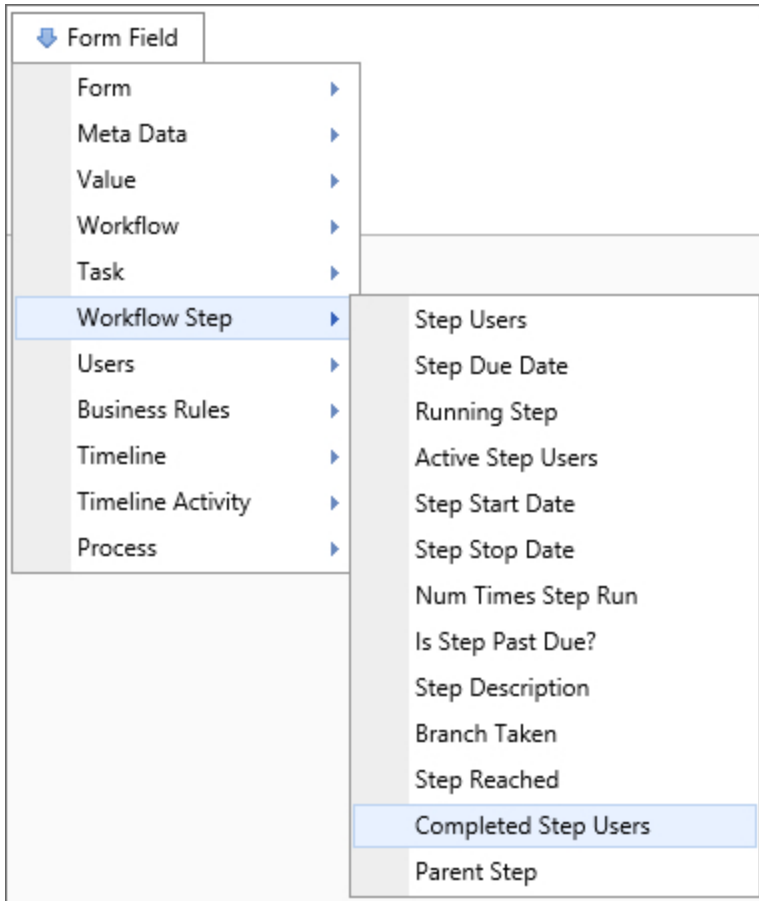 Form Field
Form
Meta Data
Value
Workflow
Task
Workflow Step
Users
Business Rules
Timeline
Timeline Activity
Process
Step Users
Step Due Date
Running Step
Active Step Users
Step Start Date
Step Stop Date
Num Times Step Run
Is Step Past Due?
Step Description
Branch Taken
Step Reached
Completed Step Users
Parent Step